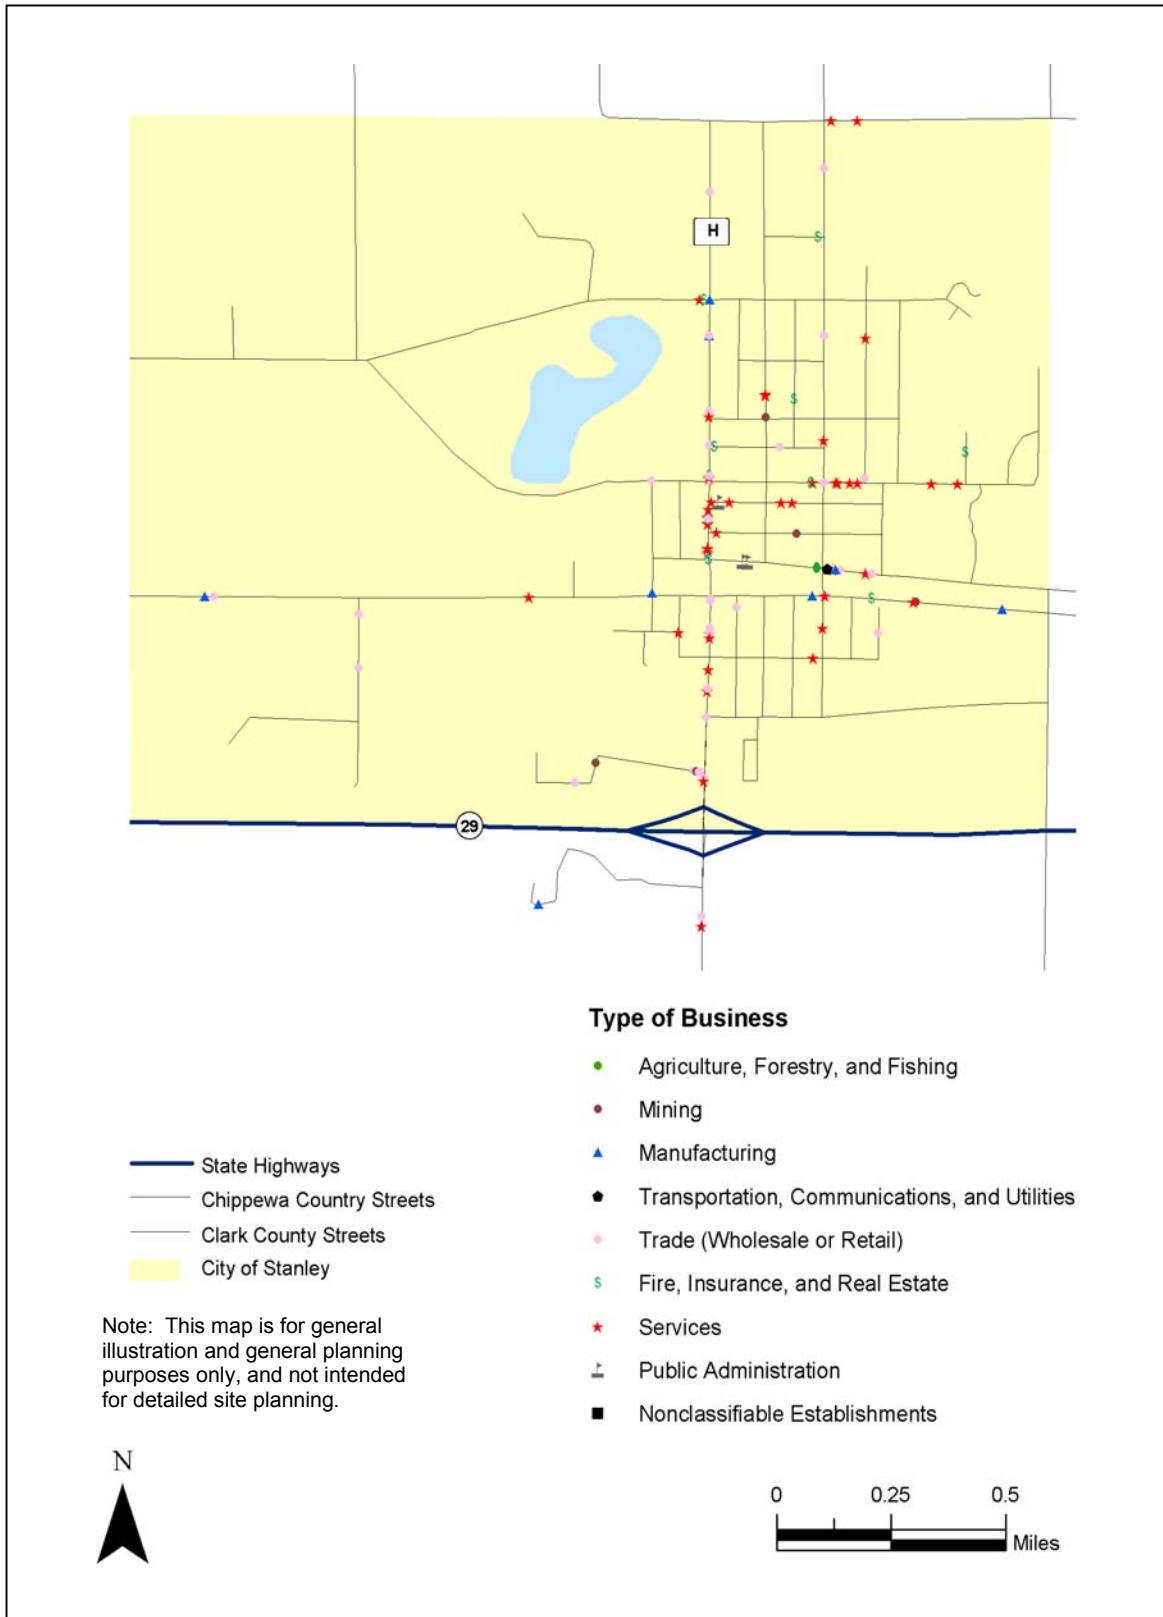 H
29
Type of Business
Agriculture, Forestry, and Fishing
Mining
Manufacturing
Transportation, Communications, and Utilities
Trade (Wholesale or Retail)
Fire, Insurance, and Real Estate
Services
Public Administration
Nonclassifiable Establishments
State Highways
Chippewa Country Streets
Clark County Streets
City of Stanley
Note: This map is for general
illustration and general planning
purposes only, and not intended
for detailed site planning.
N
0 0.25 0.5
Miles